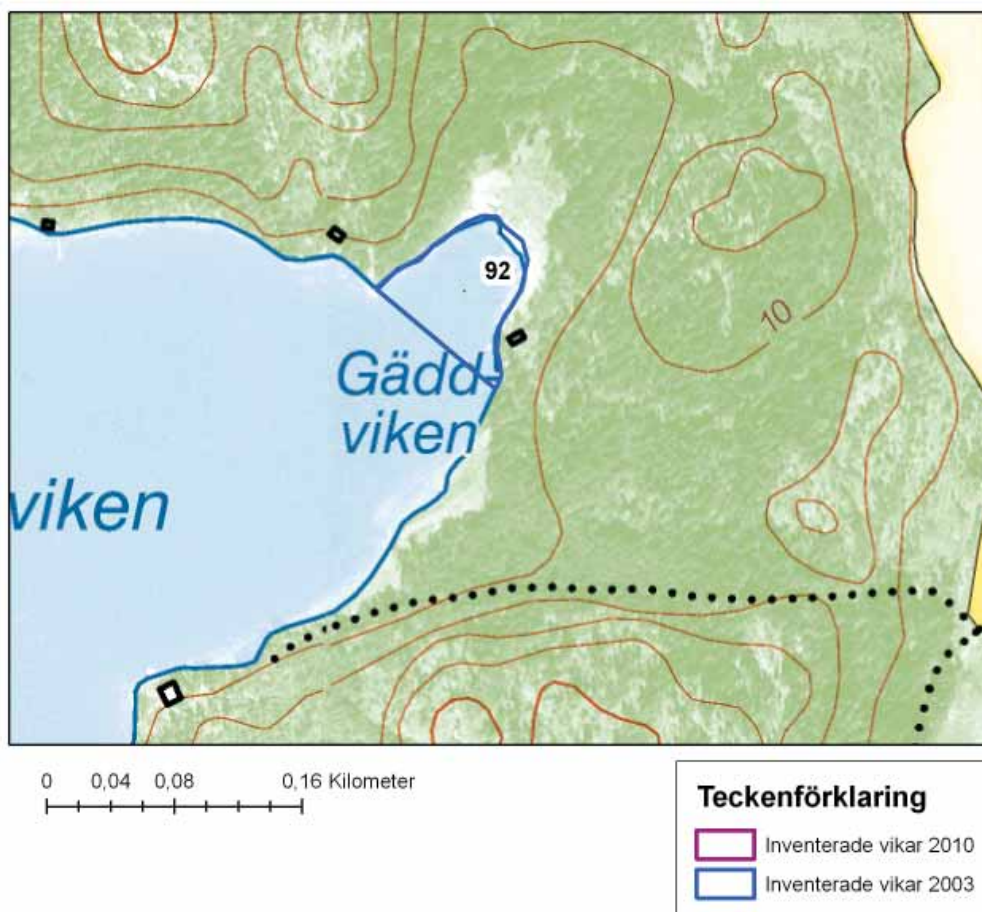 92
10
Gädd-
viken
viken
0 0,04 0,08 0,16 Kilometer
Teckenförklaring
Inventerade vikar 2010
Inventerade vikar 2003